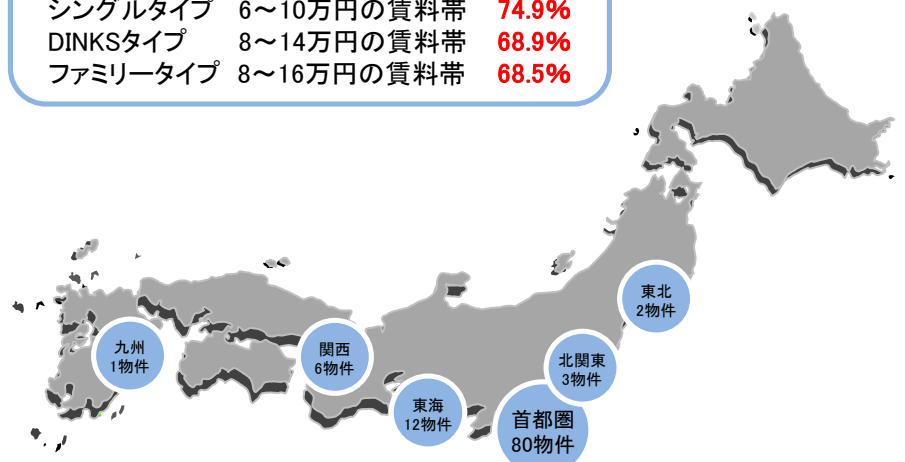 シングルタイプ 6～10万円の賃料帯 74.9%
DINKSタイプ 8～14万円の賃料帯 68.9%
ファミリータイプ 8～16万円の賃料帯 68.5%
東北
2物件
九州
1物件
関西
6物件
北関東
3物件
東海
12物件
首都圏
80物件